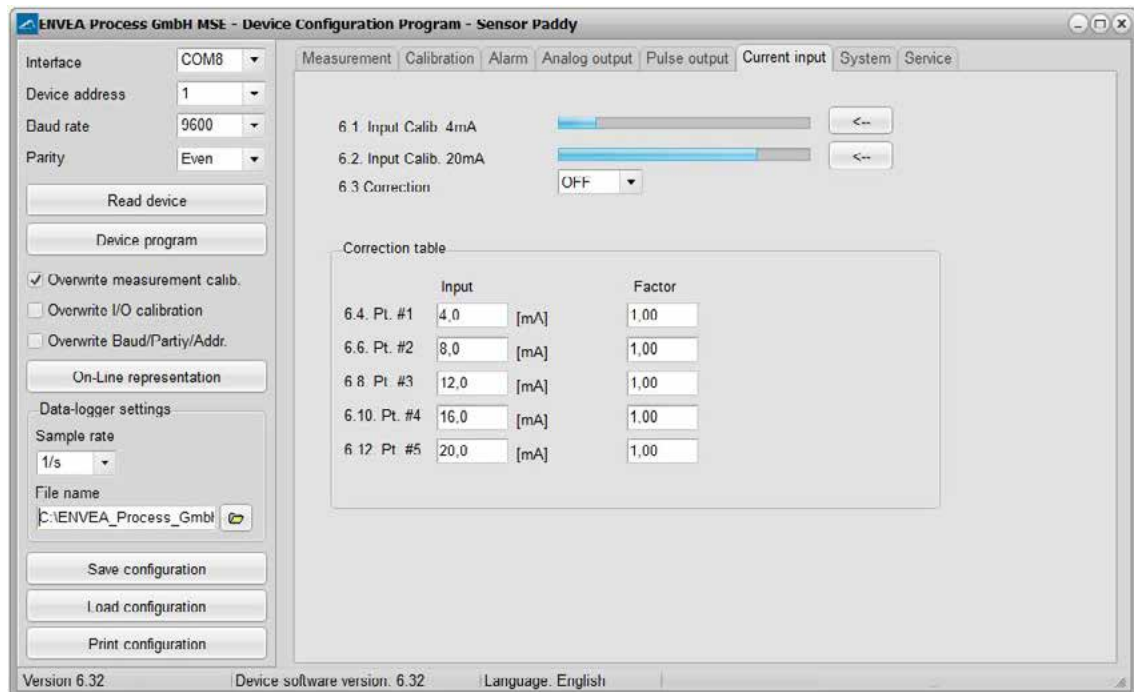 ENVEA Process GmbH MSE - Device Configuration Program - Sensor Paddy
Interface COM8
Device address 1
Baud rate 9600
Parity Even
Read device
Device program
Overwrite measurement calib.
Overwrite I/O calibration
Overwrite Baud/Partiy/Addr.
On-Line representation
Data-logger settings
Sample rate
1/s
File name
C:\ENVEA_Process_Gmbl
Save configuration
Load configuration
Print configuration
Measurement Calibration Alarm Analog output Pulse output Current input System Service
6.1. Input Calib. 4mA <--
6.2. Input Calib. 20mA <--
6.3 Correction OFF
Correction table
Input Factor
6.4. Pt. #1 4,0 [mA] 1,00
6.6. Pt. #2 8,0 [mA] 1,00
6.8. Pt. #3 12,0 [mA] 1,00
6.10. Pt. #4 16,0 [mA] 1,00
6.12. Pt. #5 20,0 [mA] 1,00
Version 6.32 Device software version. 6.32 Language. English